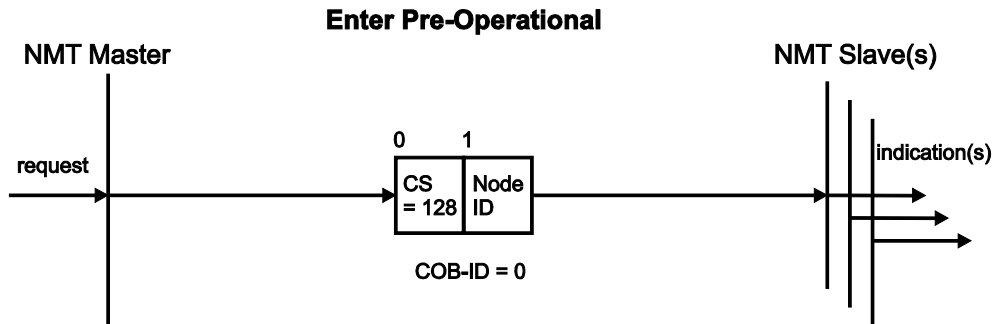 Enter Pre-Operational
NMT Master
NMT Slave(s)
0 1
request
indication(s)
CS
= 128
Node
ID
COB-ID = 0